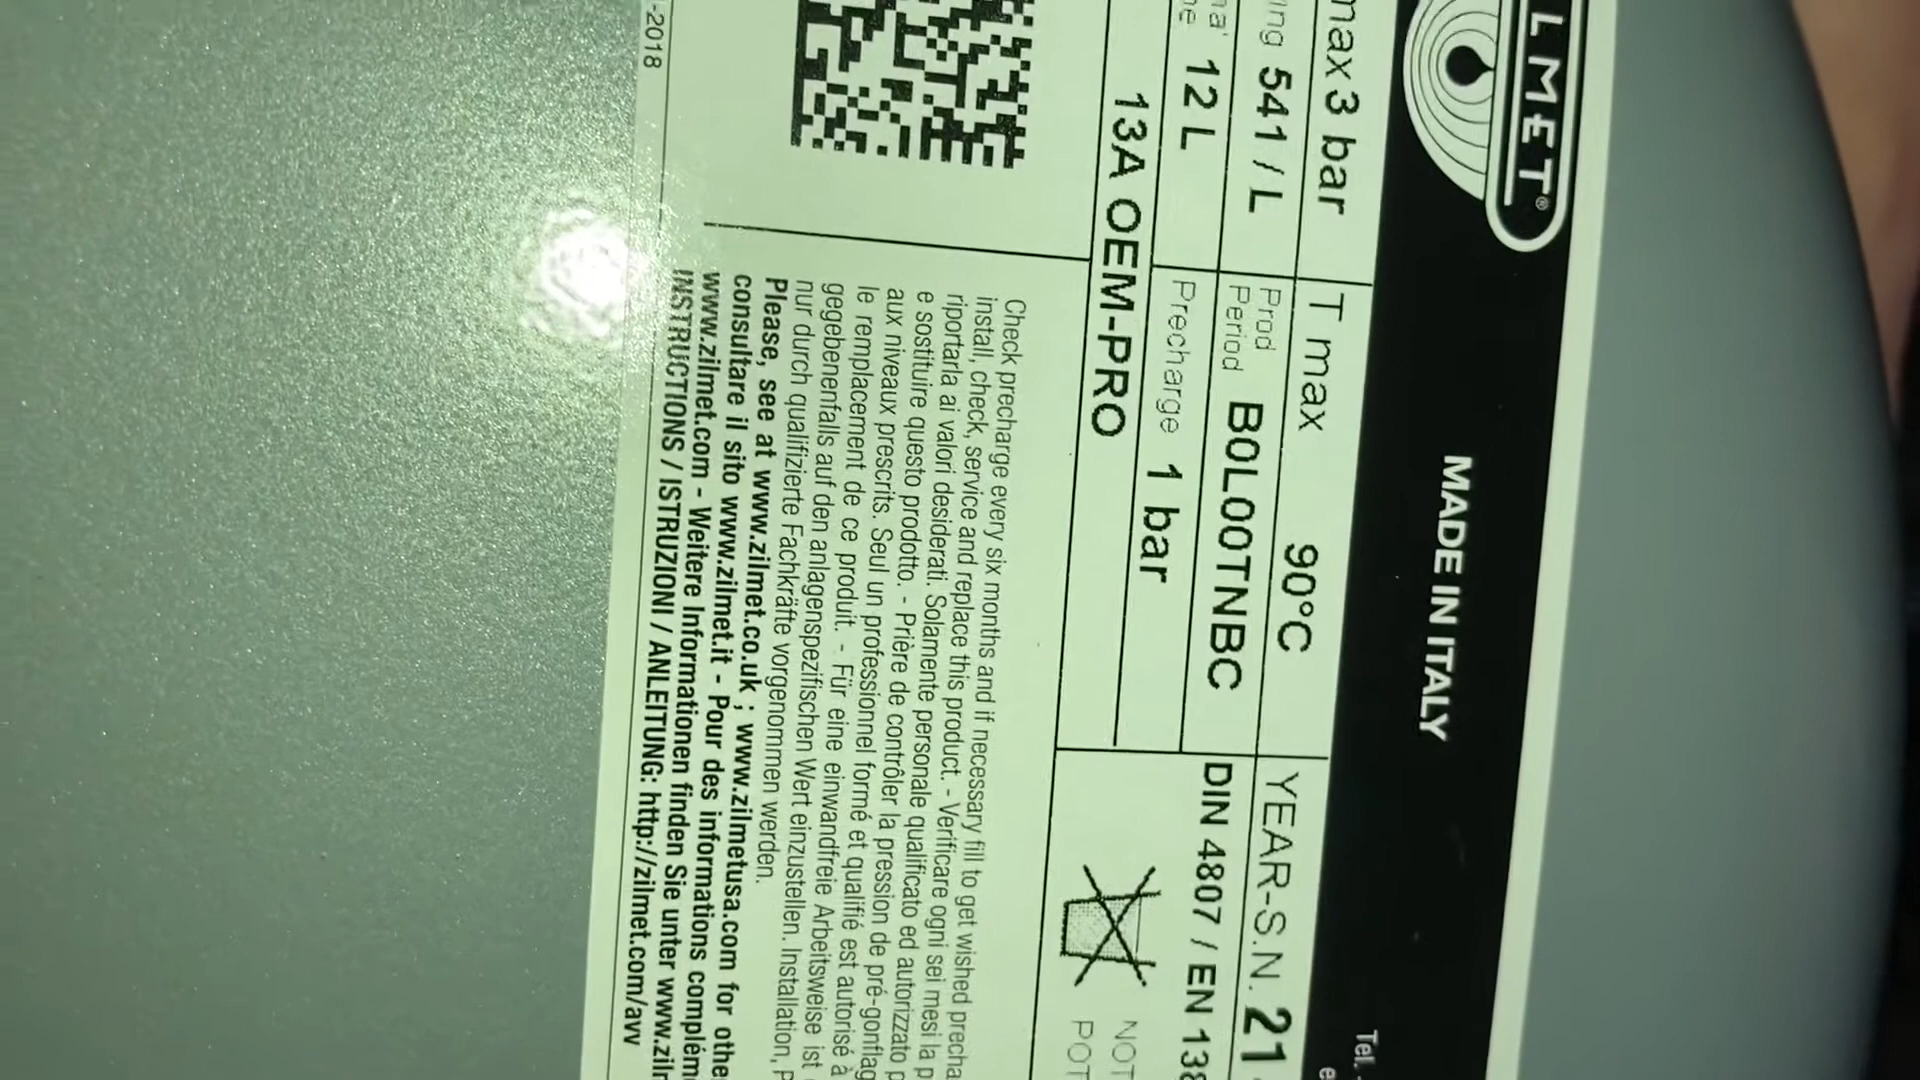 LMET®
MADE IN ITALY
Tel.
max 3 bar
T max 90°C
YEAR-S.N. 21
541 / L
Prod
Period B0L00TNBC
DIN 4807 / EN 138
12 L
Precharge 1 bar
13A OEM-PRO
NOT
POT
Check precharge every six months and if necessary fill to get wished precha
install, check, service and replace this product. - Verificare ogni sei mesi la p
riportarla ai valori desiderati. Solamente personale qualificato ed autorizzato p
e sostituire questo prodotto. - Prière de contrôler la pression de pré-gonflag
aux niveaux prescrits. Seul un professionnel formé et qualifié est autorisé à
le remplacement de ce produit. - Für eine einwandfreie Arbeitsweise ist
gegebenenfalls auf den anlagenspezifischen Wert einzustellen. Installation, P
nur durch qualifizierte Fachkräfte vorgenommen werden.
Please, see at www.zilmet.co.uk ; www.zilmetusa.com for othe
consultare il sito www.zilmet.it - Pour des informations complém
www.zilmet.com - Weitere Informationen finden Sie unter www.zilm
INSTRUCTIONS / ISTRUZIONI / ANLEITUNG: http://zilmet.com/avv
-2018